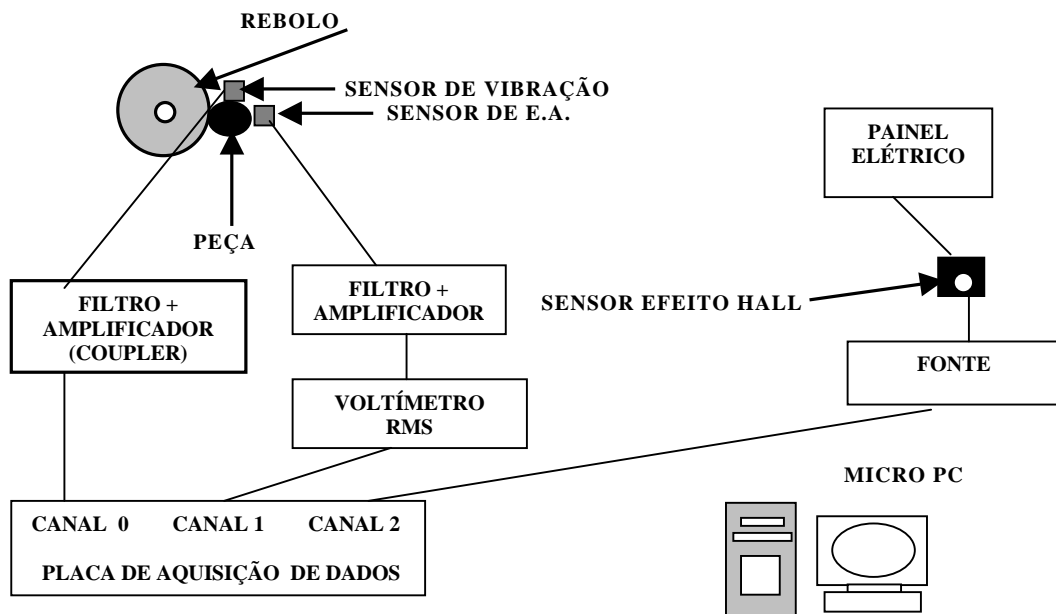 REBOLO
SENSOR DE VIBRAÇÃO
SENSOR DE E.A.
PAINEL
ELÉTRICO
PEÇA
FILTRO +
AMPLIFICADOR
(COUPLER)
FILTRO +
AMPLIFICADOR
SENSOR EFEITO HALL
FONTE
VOLTÍMETRO
RMS
MICRO PC
CANAL 0 CANAL 1 CANAL 2
PLACA DE AQUISIÇÃO DE DADOS